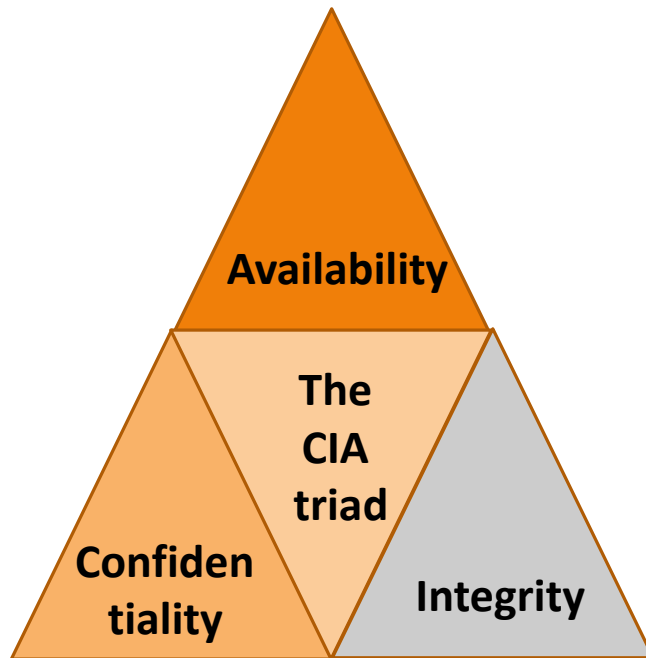 Availability
The
CIA
triad
Confiden
tiality
Integrity